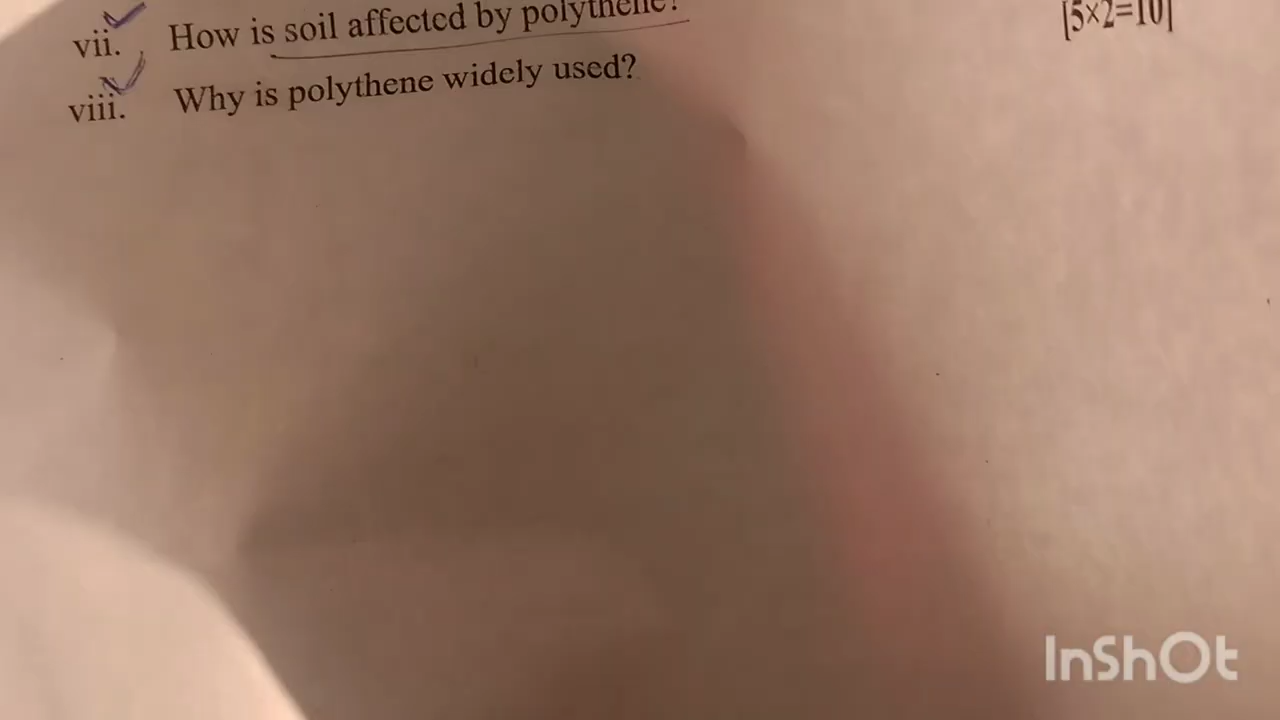 vii. How is soil affected by polythene?
[5×2=10]
viii. Why is polythene widely used?
InShOt